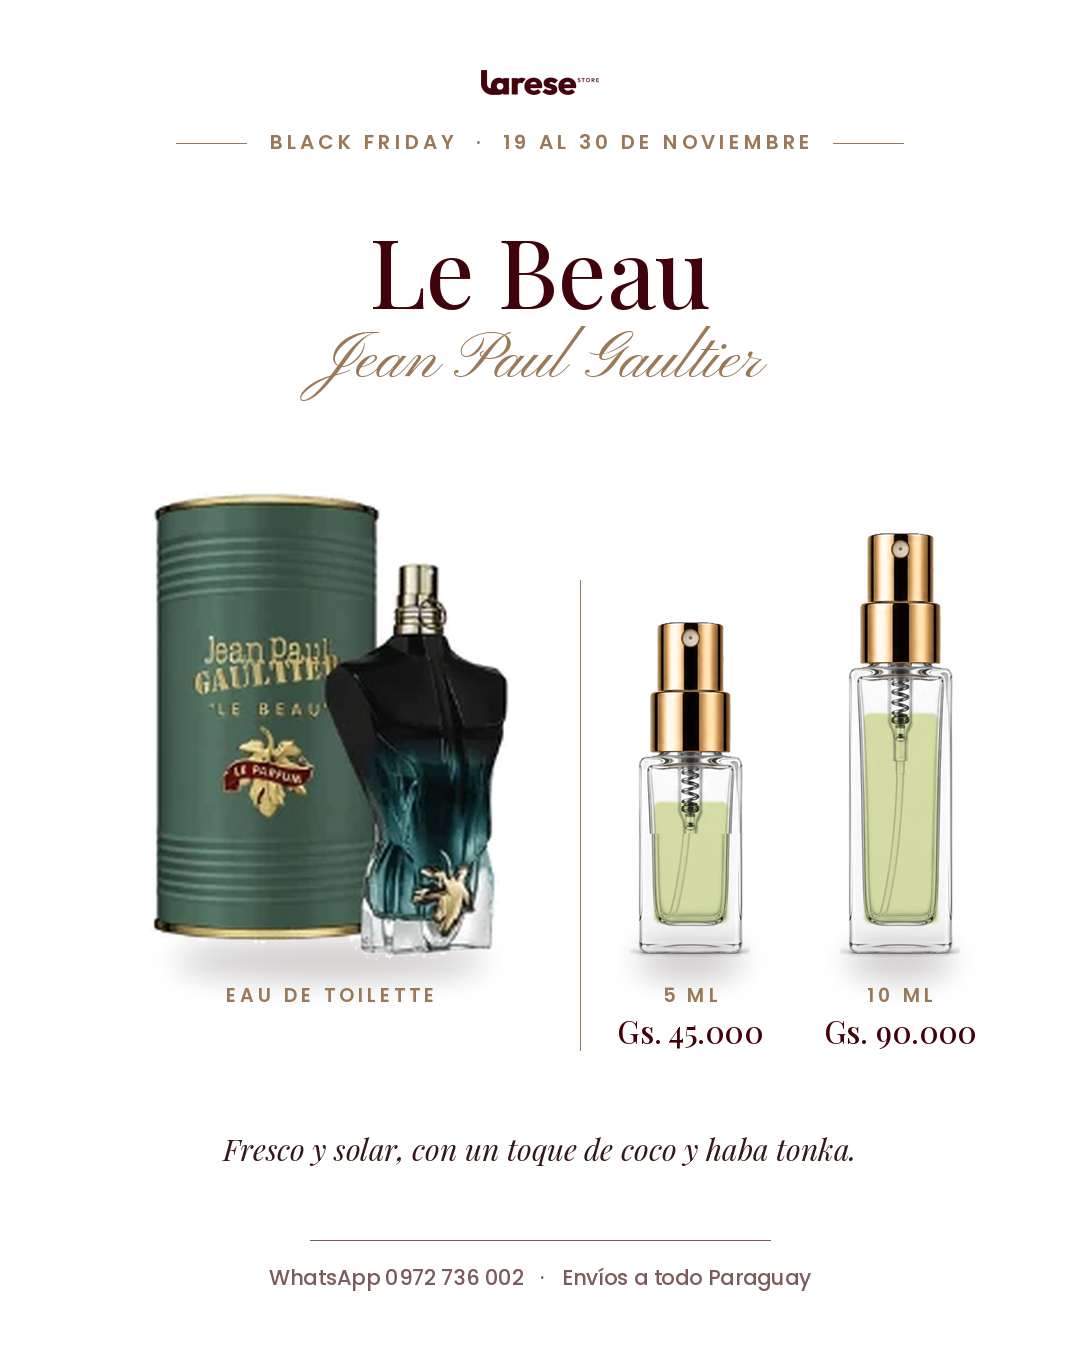 larese STORE
BLACK FRIDAY · 19 AL 30 DE NOVIEMBRE
Le Beau
Jean Paul Gaultier
Jean Paul
GAULTIER
"LE BEAU"
LE PARFUM
EAU DE TOILETTE
5 ML
Gs. 45.000
10 ML
Gs. 90.000
Fresco y solar, con un toque de coco y haba tonka.
WhatsApp 0972 736 002 · Envíos a todo Paraguay